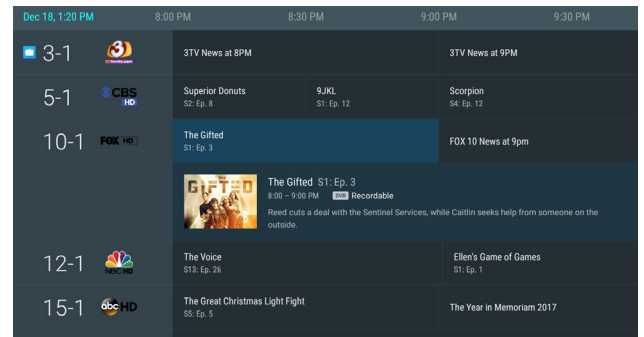 Dec 18, 1:20 PM 8:00 PM 8:30 PM 9:00 PM 9:30 PM
3-1 3 3TV News at 8PM 3TV News at 9PM
5-1 CBS HD Superior Donuts 9JKL Scorpion
S2: Ep. 8 S1: Ep. 12 S4: Ep. 12
10-1 FOX HD The Gifted FOX 10 News at 9pm
S1: Ep. 3
THE GIFTED The Gifted S1: Ep. 3
8:00 – 9:00 PM DVR Recordable
Reed cuts a deal with the Sentinel Services, while Caitlin seeks help from someone on the
outside.
12-1 NBC HD The Voice Ellen's Game of Games
S13: Ep. 26 S1: Ep. 1
15-1 abc HD The Great Christmas Light Fight The Year in Memoriam 2017
S5: Ep. 5